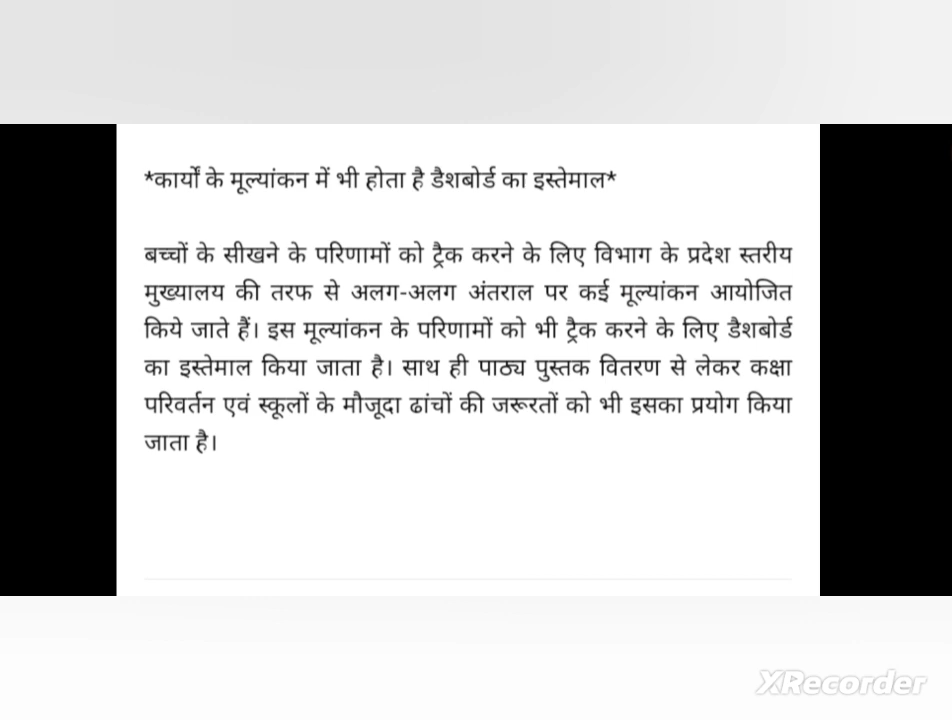 *कार्यों के मूल्यांकन में भी होता है डैशबोर्ड का इस्तेमाल*
बच्चों के सीखने के परिणामों को ट्रैक करने के लिए विभाग के प्रदेश स्तरीय
मुख्यालय की तरफ से अलग-अलग अंतराल पर कई मूल्यांकन आयोजित
किये जाते हैं। इस मूल्यांकन के परिणामों को भी ट्रैक करने के लिए डैशबोर्ड
का इस्तेमाल किया जाता है। साथ ही पाठ्य पुस्तक वितरण से लेकर कक्षा
परिवर्तन एवं स्कूलों के मौजूदा ढांचों की जरूरतों को भी इसका प्रयोग किया
जाता है।
XRecorder